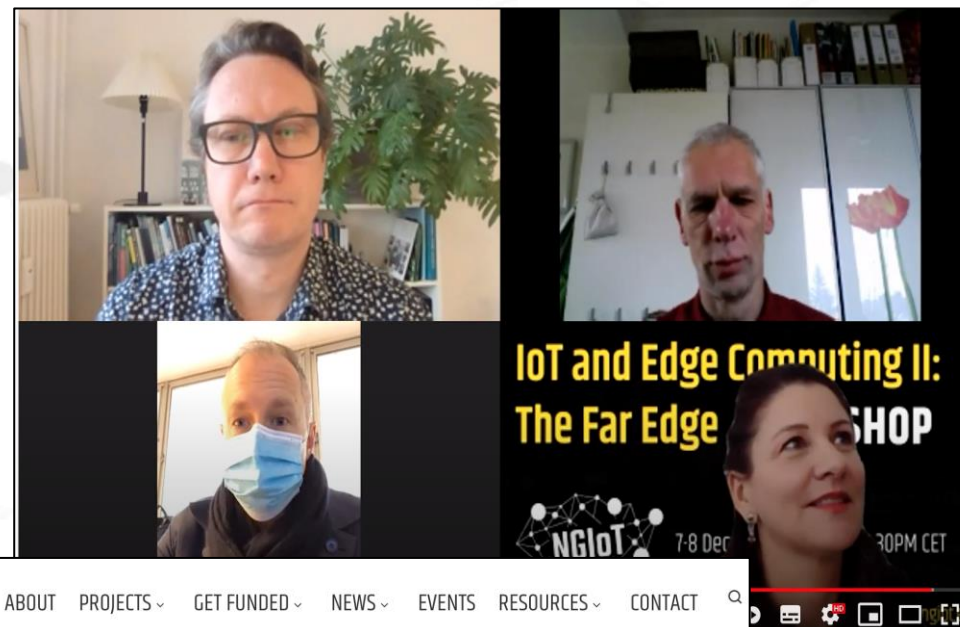 IoT and Edge Computing II:
The Far Edge SHOP
NGIoT 7-8 Dec 30PM CET
HD
ABOUT PROJECTS GET FUNDED NEWS EVENTS RESOURCES CONTACT